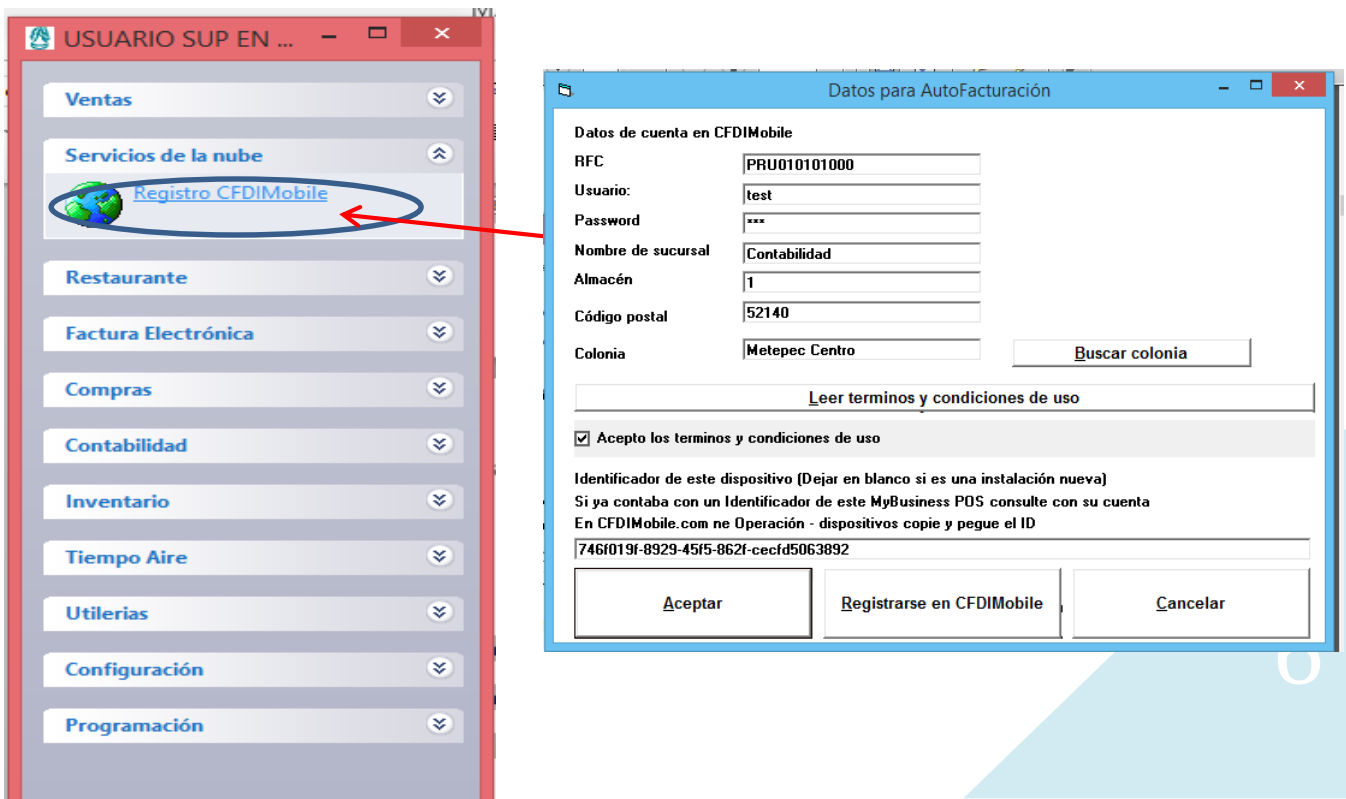 USUARIO SUP EN ...
Ventas
Servicios de la nube
Registro CFDIMobile
Restaurante
Factura Electrónica
Compras
Contabilidad
Inventario
Tiempo Aire
Utilerias
Configuración
Programación
Datos para AutoFacturación
Datos de cuenta en CFDIMobile
RFC PRU010101000
Usuario: test
Password ***
Nombre de sucursal Contabilidad
Almacén 1
Código postal 52140
Colonia Metepec Centro Buscar colonia
Leer terminos y condiciones de uso
Acepto los terminos y condiciones de uso
Identificador de este dispositivo (Dejar en blanco si es una instalación nueva)
Si ya contaba con un Identificador de este MyBusiness POS consulte con su cuenta
En CFDIMobile.com ne Operación - dispositivos copie y pegue el ID
746f019f-8929-45f5-862f-cecfd5063892
Aceptar Registrarse en CFDIMobile Cancelar
6